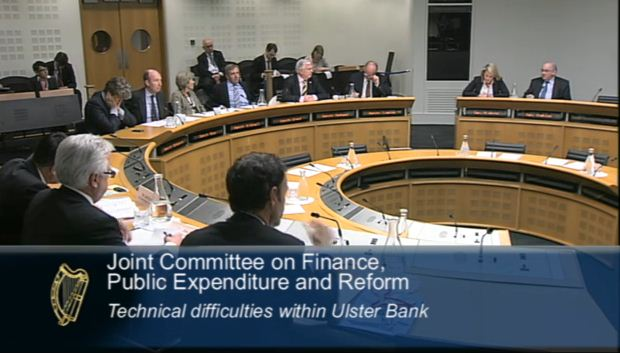 Joint Committee on Finance,
Public Expenditure and Reform
Technical difficulties within Ulster Bank